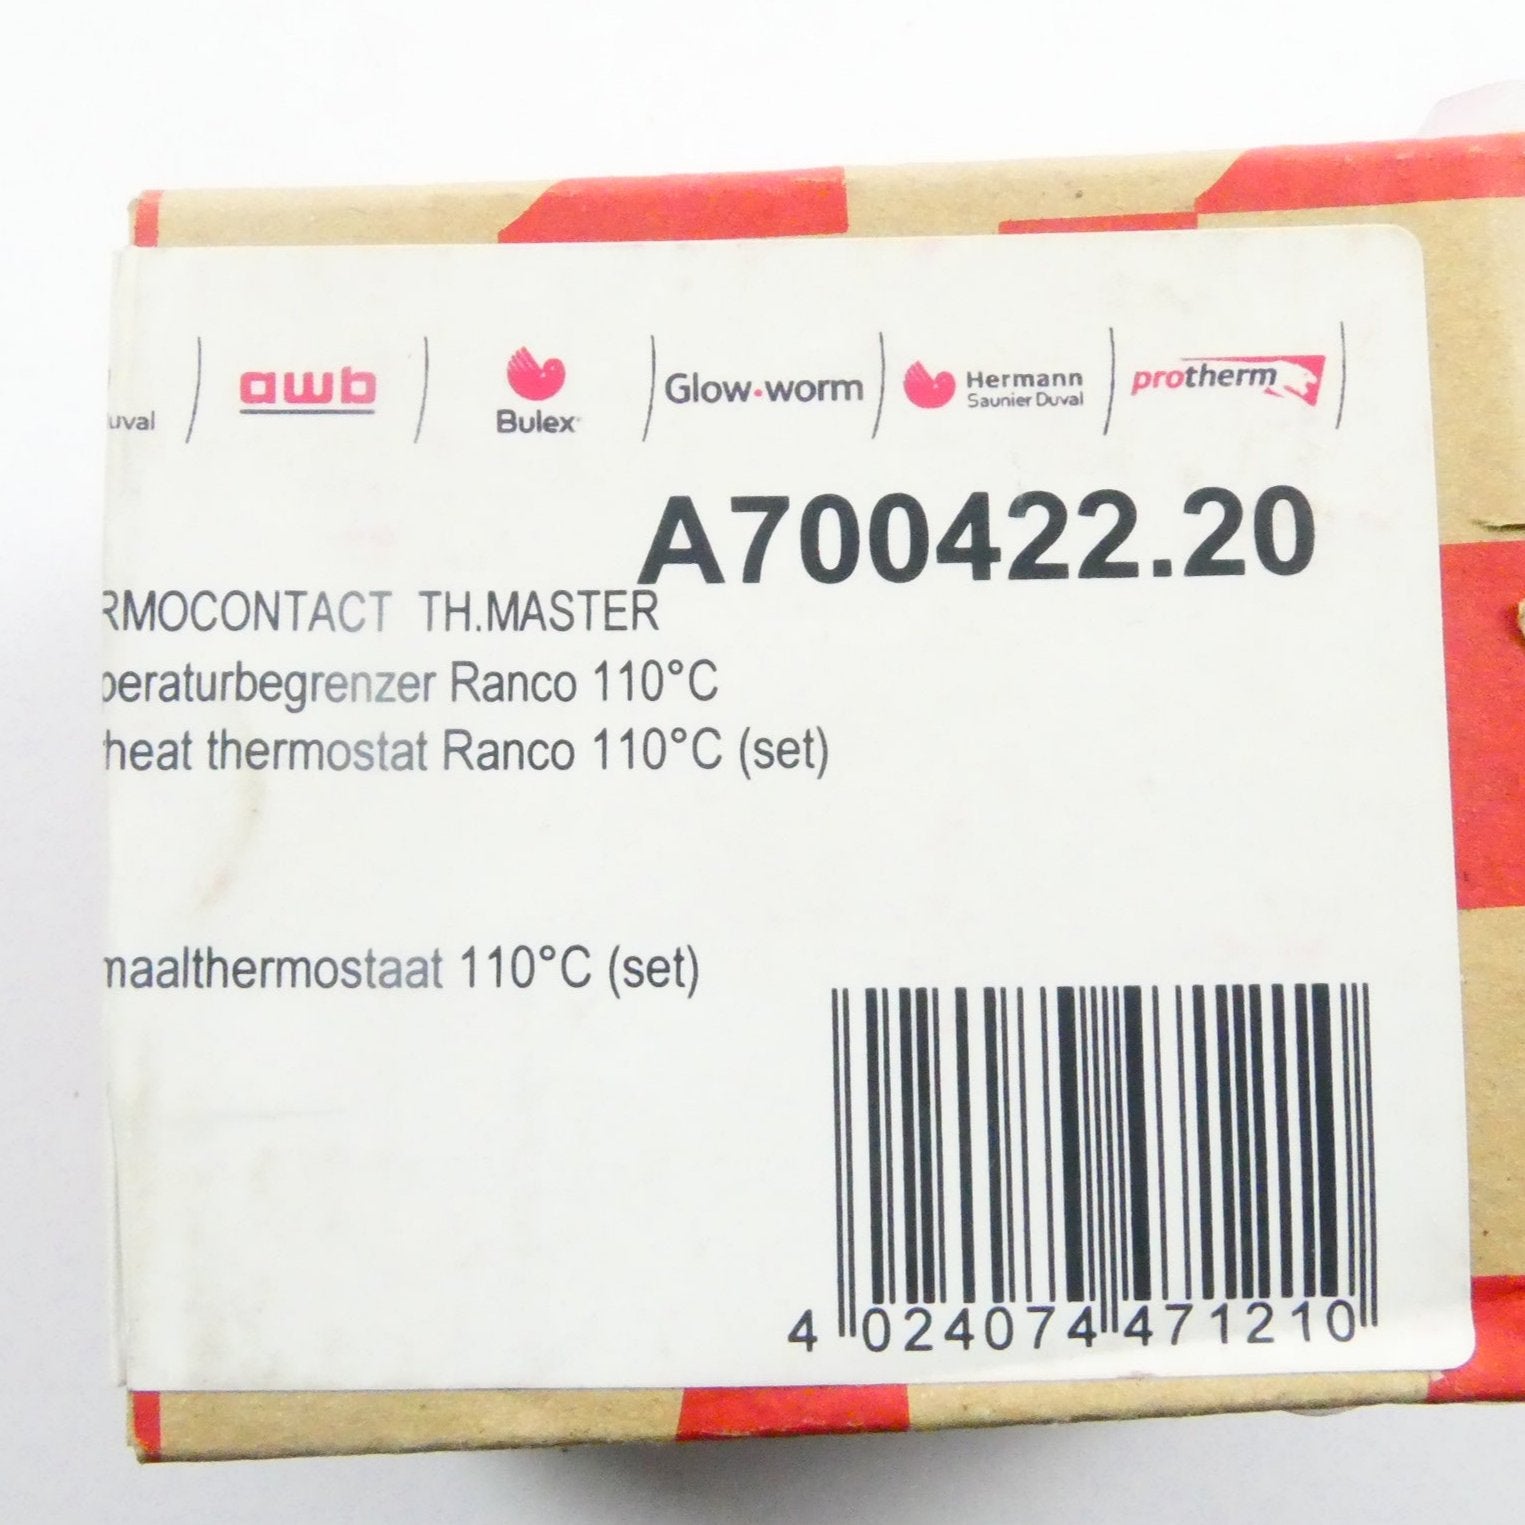 uval awb Bulex Glow·worm Hermann Saunier Duval protherm
A700422.20
RMOCONTACT TH.MASTER
peraturbegrenzer Ranco 110°C
heat thermostat Ranco 110°C (set)
maalthermostaat 110°C (set)
4 024074 471210